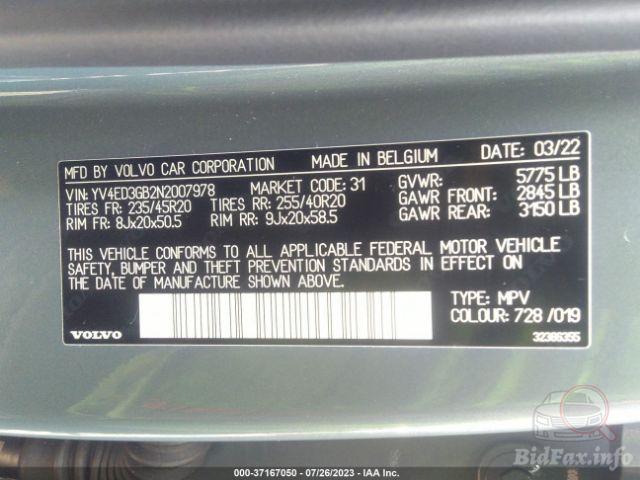 MFD BY VOLVO CAR CORPORATION MADE IN BELGIUM DATE: 03/22
VIN: YV4ED3GB2N2007978 MARKET CODE: 31 GVWR: 5775 LB
TIRES FR: 235/45R20 TIRES RR: 255/40R20 GAWR FRONT: 2845 LB
RIM FR: 8Jx20x50.5 RIM RR: 9Jx20x58.5 GAWR REAR: 3150 LB
THIS VEHICLE CONFORMS TO ALL APPLICABLE FEDERAL MOTOR VEHICLE
SAFETY, BUMPER AND THEFT PREVENTION STANDARDS IN EFFECT ON
THE DATE OF MANUFACTURE SHOWN ABOVE.
TYPE: MPV
COLOUR: 728 /019
VOLVO
32386355
BidFax.info
000-37167050 - 07/26/2023 - IAA Inc.